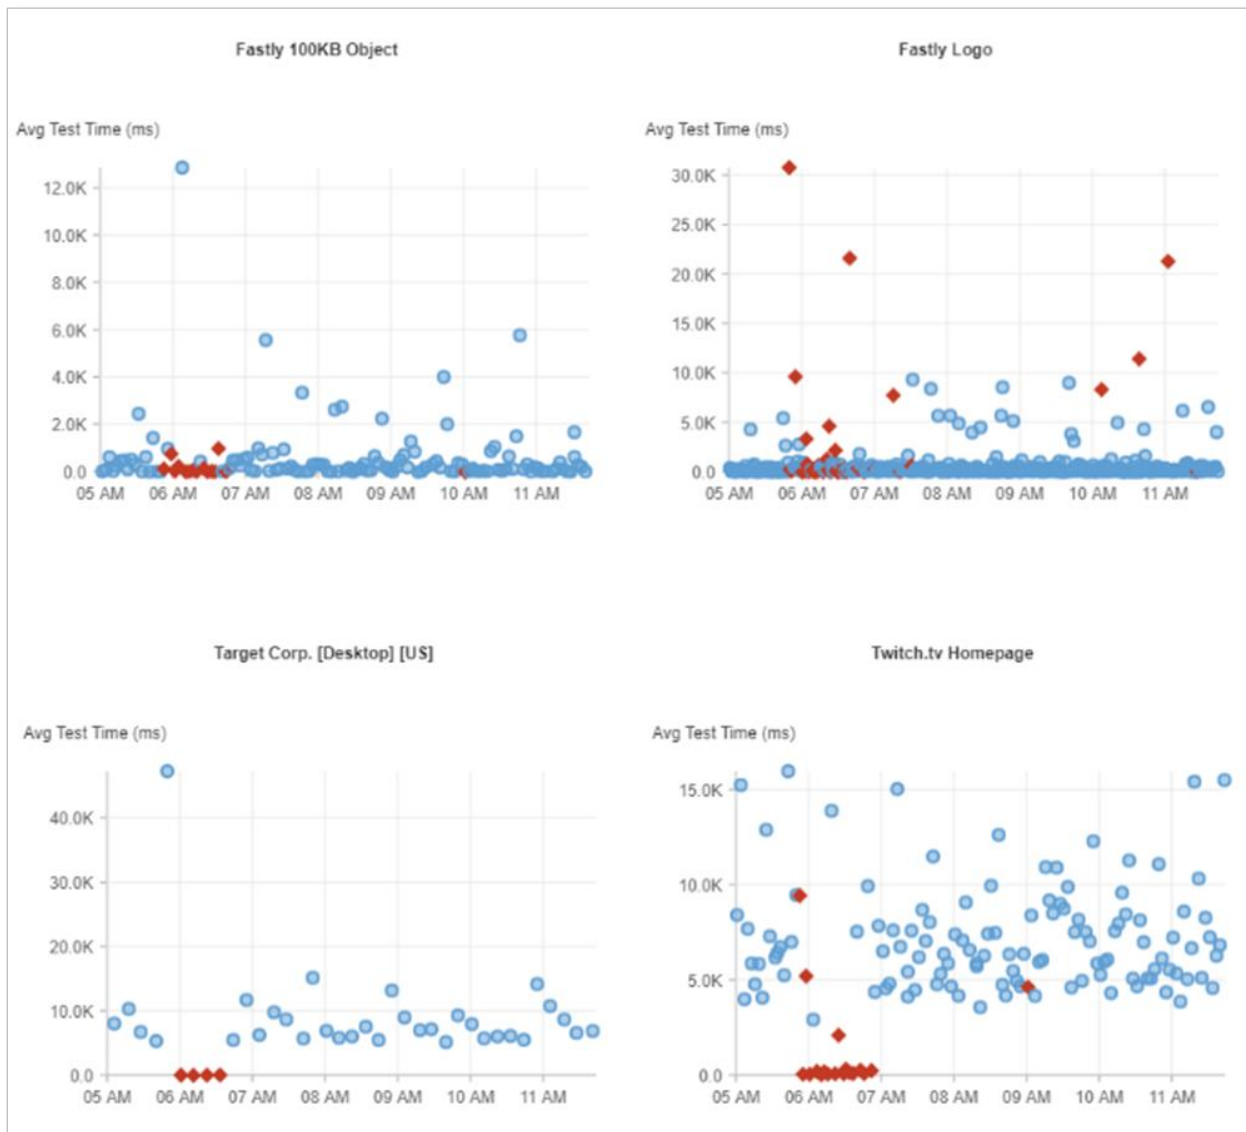 Fastly 100KB Object
Fastly Logo
Avg Test Time (ms)
12.0K
10.0K
8.0K
6.0K
4.0K
2.0K
0.0
05 AM 06 AM 07 AM 08 AM 09 AM 10 AM 11 AM
Avg Test Time (ms)
30.0K
25.0K
20.0K
15.0K
10.0K
5.0K
0.0
05 AM 06 AM 07 AM 08 AM 09 AM 10 AM 11 AM
Target Corp. [Desktop] [US]
Twitch.tv Homepage
Avg Test Time (ms)
40.0K
30.0K
20.0K
10.0K
0.0
05 AM 06 AM 07 AM 08 AM 09 AM 10 AM 11 AM
Avg Test Time (ms)
15.0K
10.0K
5.0K
0.0
05 AM 06 AM 07 AM 08 AM 09 AM 10 AM 11 AM